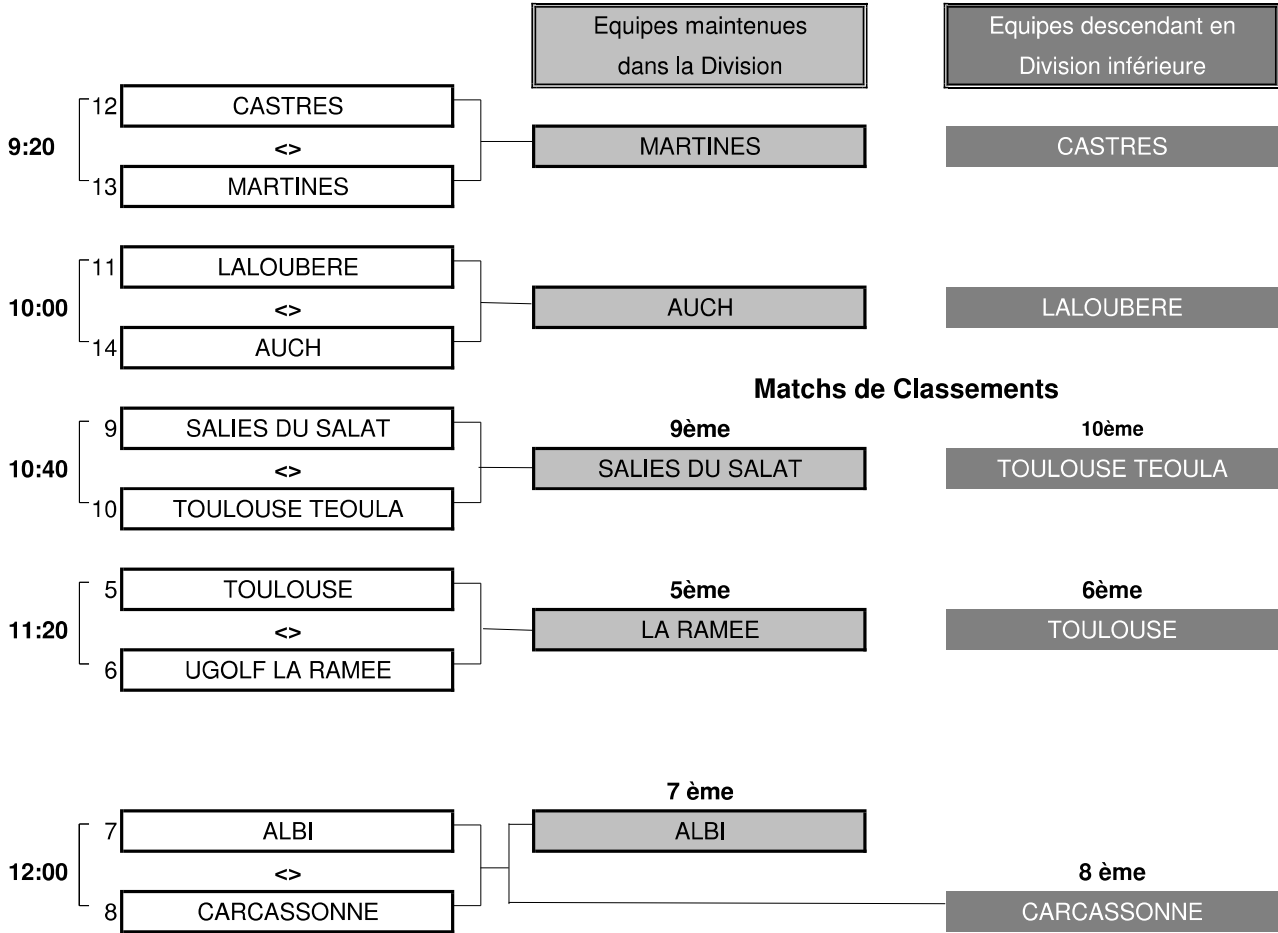 Equipes maintenues
dans la Division
Equipes descendant en
Division inférieure
12 CASTRES
9:20 <> MARTINES CASTRES
13 MARTINES
11 LALOUBERE
10:00 <> AUCH LALOUBERE
14 AUCH
Matchs de Classements
9 SALIES DU SALAT 9ème 10ème
10:40 <> SALIES DU SALAT TOULOUSE TEOULA
10 TOULOUSE TEOULA
5 TOULOUSE 5ème 6ème
11:20 <> LA RAMEE TOULOUSE
6 UGOLF LA RAMEE
7 ème
7 ALBI ALBI
12:00 <> 8 ème
8 CARCASSONNE CARCASSONNE